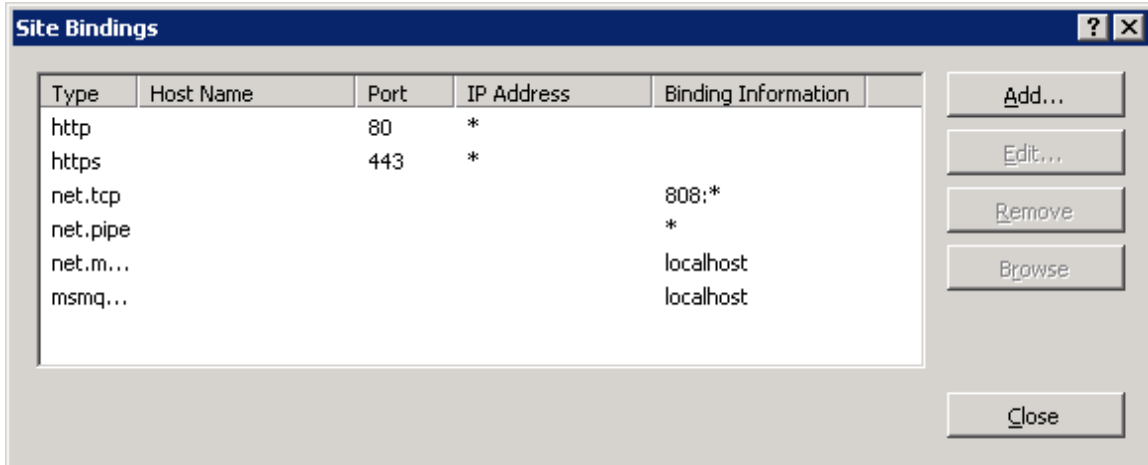 Site Bindings ? X
Type Host Name Port IP Address Binding Information
http 80 *
https 443 *
net.tcp 808:*
net.pipe *
net.m... localhost
msmq... localhost
Add...
Edit...
Remove
Browse
Close